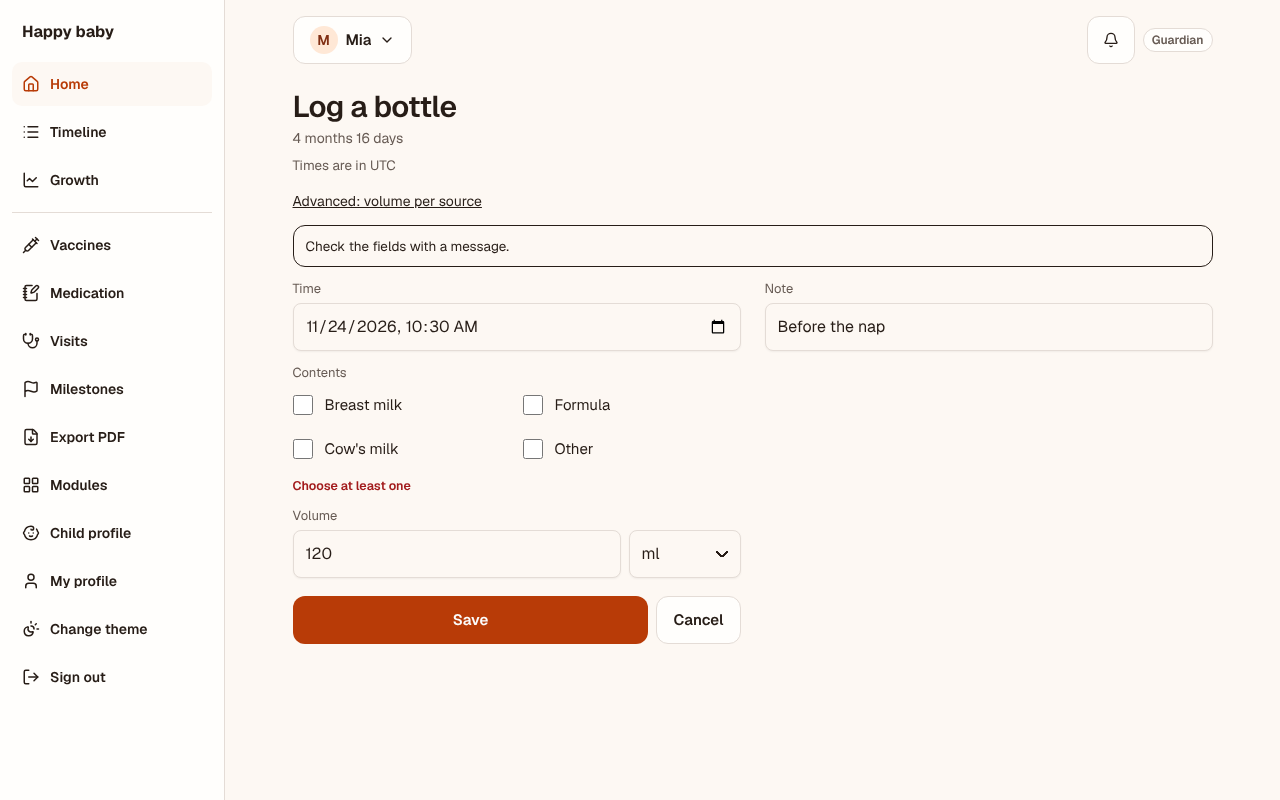 Happy baby
Home
Timeline
Growth
Vaccines
Medication
Visits
Milestones
Export PDF
Modules
Child profile
My profile
Change theme
Sign out
M Mia
Guardian
Log a bottle
4 months 16 days
Times are in UTC
Advanced: volume per source
Check the fields with a message.
Time Note
11/24/2026, 10:30 AM Before the nap
Contents
Breast milk Formula
Cow's milk Other
Choose at least one
Volume
120 ml
Save Cancel